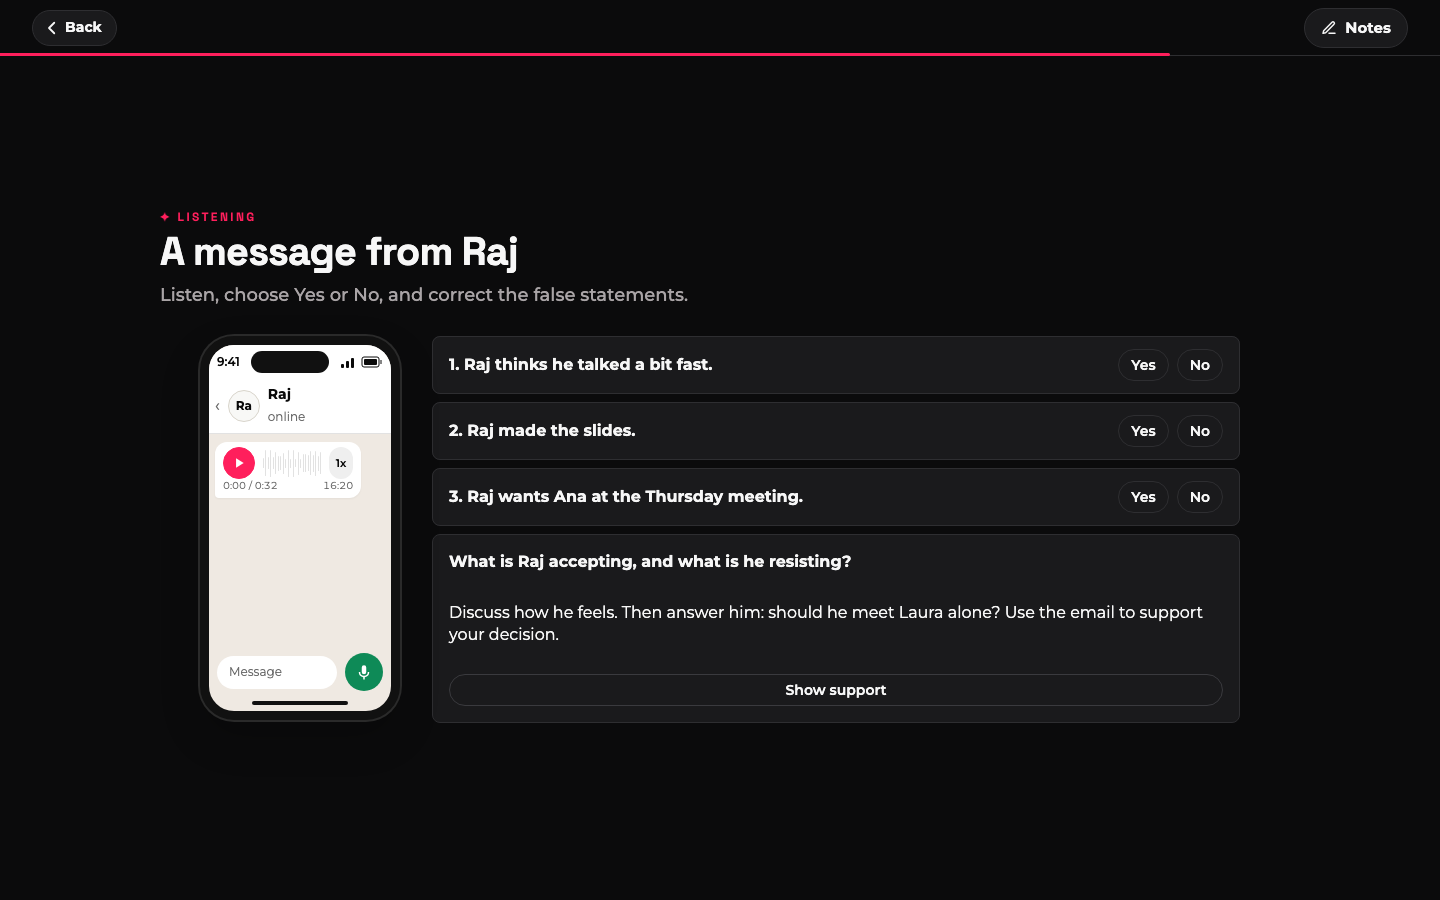 Back
Notes
LISTENING
A message from Raj
Listen, choose Yes or No, and correct the false statements.
9:41
Ra
Raj
online
1x
0:00 / 0:32
16:20
Message
1. Raj thinks he talked a bit fast.
Yes
No
2. Raj made the slides.
Yes
No
3. Raj wants Ana at the Thursday meeting.
Yes
No
What is Raj accepting, and what is he resisting?
Discuss how he feels. Then answer him: should he meet Laura alone? Use the email to support
your decision.
Show support